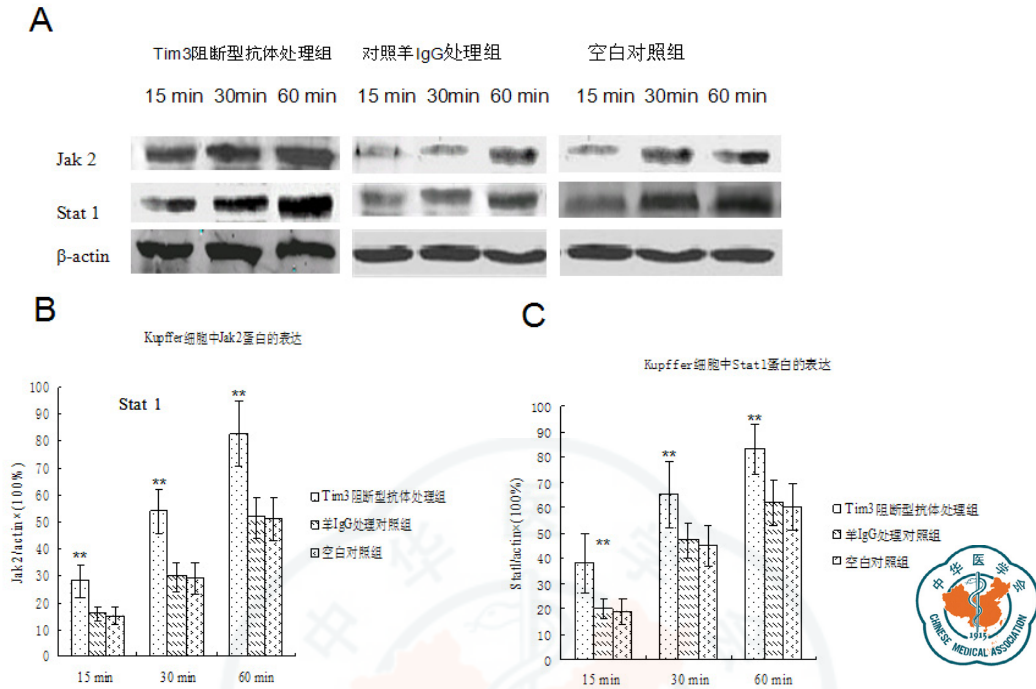 A
Tim3阻断型抗体处理组 对照羊IgG处理组 空白对照组
15 min 30min 60 min 15 min 30min 60 min 15 min 30min 60 min
Jak 2
Stat 1
β-actin
B
Kupffer细胞中Jak2蛋白的表达
Stat 1
Jak2/actin×(100%)
100
90
80
70
60
50
40
30
20
10
0
**
**
**
15 min 30 min 60 min
Tim3阻断型抗体处理组
羊IgG处理对照组
空白对照组
C
Kupffer细胞中Stat1蛋白的表达
Stat1/actin×(100%)
100
90
80
70
60
50
40
30
20
10
0
**
**
**
15 min 30 min 60 min
Tim3阻断型抗体处理组
羊IgG处理对照组
空白对照组
中华医学会
1915
CHINESE MEDICAL ASSOCIATION